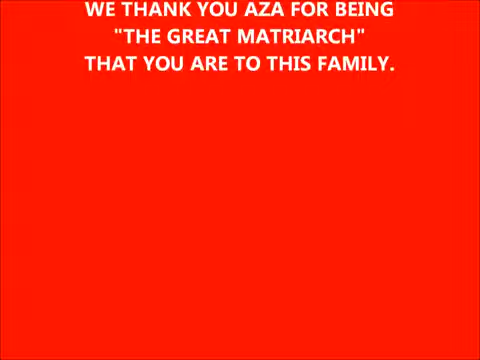 WE THANK YOU AZA FOR BEING
"THE GREAT MATRIARCH"
THAT YOU ARE TO THIS FAMILY.